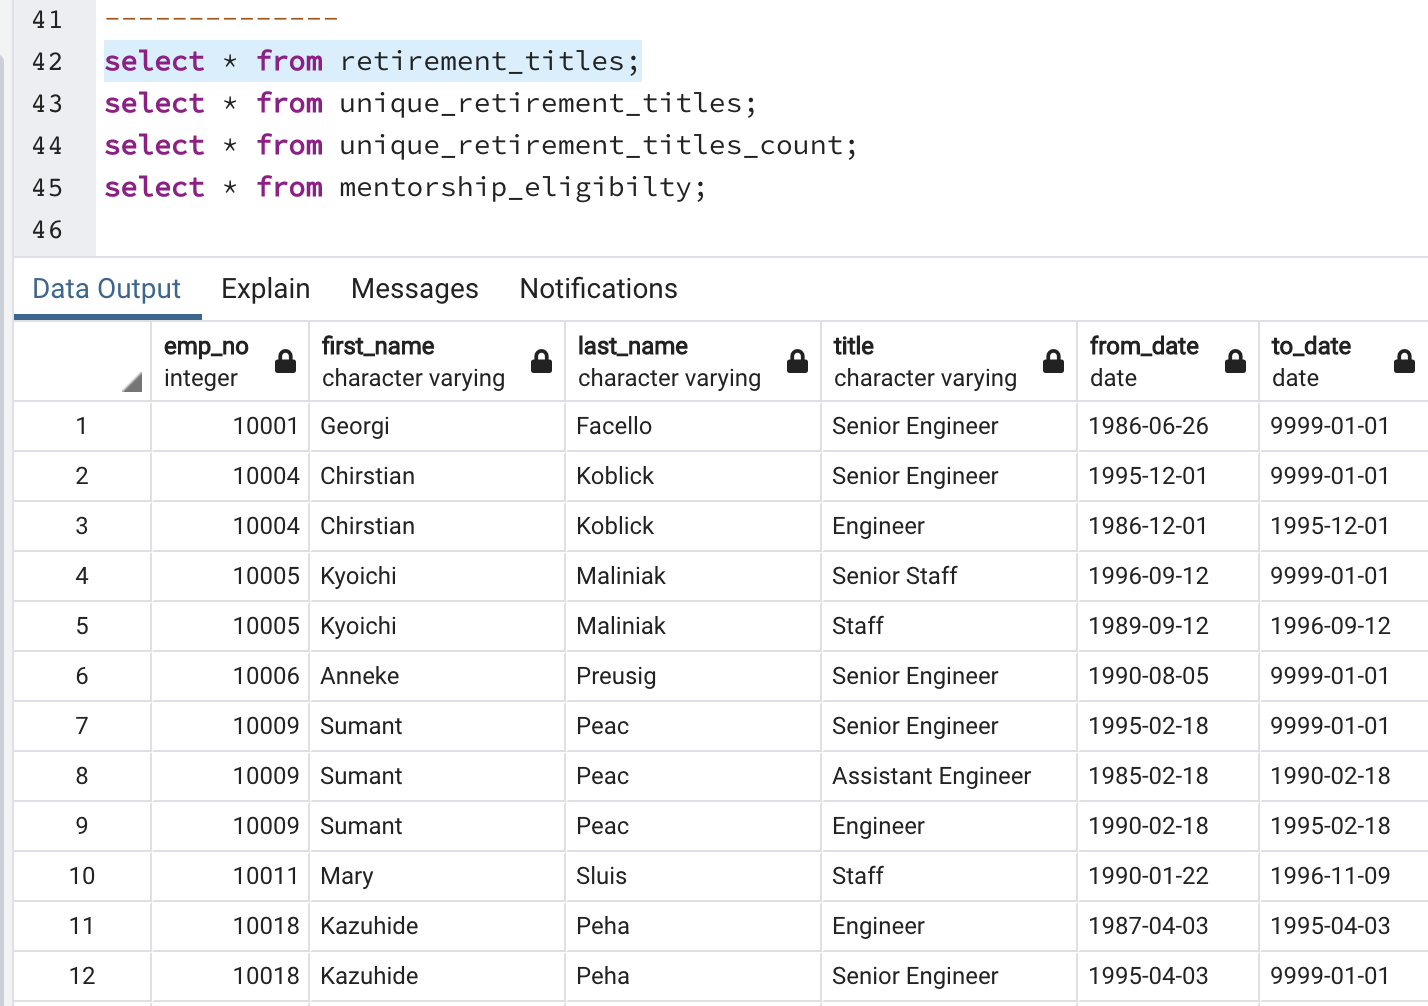 41 --------------
42 select * from retirement_titles;
43 select * from unique_retirement_titles;
44 select * from unique_retirement_titles_count;
45 select * from mentorship_eligibilty;
46
Data Output Explain Messages Notifications
emp_no first_name last_name title from_date to_date
integer character varying character varying character varying date date
1 10001 Georgi Facello Senior Engineer 1986-06-26 9999-01-01
2 10004 Chirstian Koblick Senior Engineer 1995-12-01 9999-01-01
3 10004 Chirstian Koblick Engineer 1986-12-01 1995-12-01
4 10005 Kyoichi Maliniak Senior Staff 1996-09-12 9999-01-01
5 10005 Kyoichi Maliniak Staff 1989-09-12 1996-09-12
6 10006 Anneke Preusig Senior Engineer 1990-08-05 9999-01-01
7 10009 Sumant Peac Senior Engineer 1995-02-18 9999-01-01
8 10009 Sumant Peac Assistant Engineer 1985-02-18 1990-02-18
9 10009 Sumant Peac Engineer 1990-02-18 1995-02-18
10 10011 Mary Sluis Staff 1990-01-22 1996-11-09
11 10018 Kazuhide Peha Engineer 1987-04-03 1995-04-03
12 10018 Kazuhide Peha Senior Engineer 1995-04-03 9999-01-01